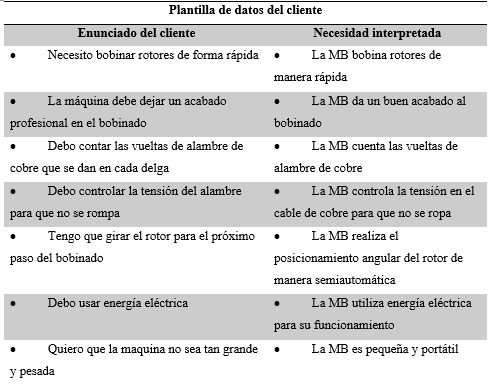 Plantilla de datos del cliente
Enunciado del cliente
Necesidad interpretada
• Necesito bobinar rotores de forma rápida
• La MB bobina rotores de
manera rápida
• La máquina debe dejar un acabado
profesional en el bobinado
• La MB da un buen acabado al
bobinado
• Debo contar las vueltas de alambre de
cobre que se dan en cada delga
• La MB cuenta las vueltas de
alambre de cobre
• Debo controlar la tensión del alambre
para que no se rompa
• La MB controla la tensión en el
cable de cobre para que no se ropa
• Tengo que girar el rotor para el próximo
paso del bobinado
• La MB realiza el
posicionamiento angular del rotor de
manera semiautomática
• Debo usar energía eléctrica
• La MB utiliza energía eléctrica
para su funcionamiento
• Quiero que la maquina no sea tan grande
y pesada
• La MB es pequeña y portátil